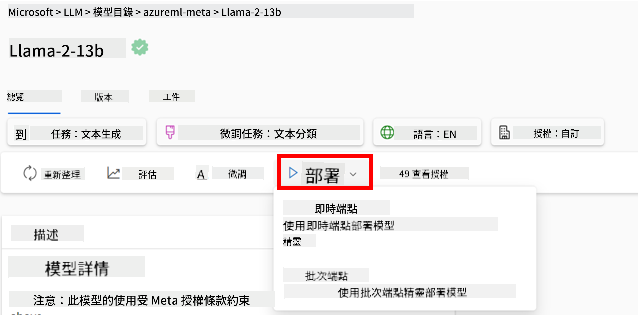 Microsoft > LLM > 模型目錄 > azureml-meta > Llama-2-13b
Llama-2-13b
總覽 版本 工件
到 任務：文本生成 微調任務：文本分類 語言：EN 授權：自訂
重新整理 評估 微調 部署 49 查看授權
即時端點
使用即時端點部署模型
精靈
批次端點
使用批次端點精靈部署模型
描述
模型詳情
注意：此模型的使用受 Meta 授權條款約束